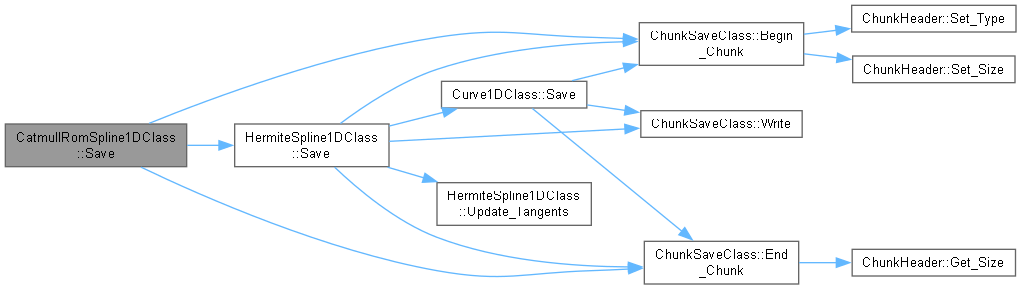 CatmullRomSpline1DClass
::Save
HermiteSpline1DClass
::Save
Curve1DClass::Save
HermiteSpline1DClass
::Update_Tangents
ChunkSaveClass::Begin
_Chunk
ChunkSaveClass::Write
ChunkSaveClass::End
_Chunk
ChunkHeader::Set_Type
ChunkHeader::Set_Size
ChunkHeader::Get_Size